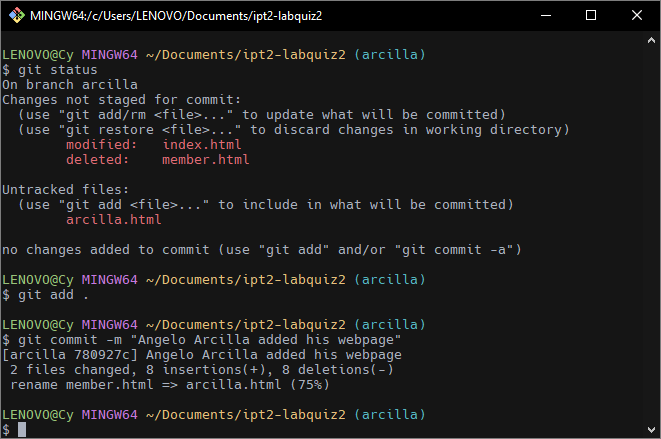 MINGW64:/c/Users/LENOVO/Documents/ipt2-labquiz2
LENOVO@Cy MINGW64 ~/Documents/ipt2-labquiz2 (arcilla)
$ git status
On branch arcilla
Changes not staged for commit:
  (use "git add/rm <file>..." to update what will be committed)
  (use "git restore <file>..." to discard changes in working directory)
        modified:   index.html
        deleted:    member.html

Untracked files:
  (use "git add <file>..." to include in what will be committed)
        arcilla.html

no changes added to commit (use "git add" and/or "git commit -a")

LENOVO@Cy MINGW64 ~/Documents/ipt2-labquiz2 (arcilla)
$ git add .

LENOVO@Cy MINGW64 ~/Documents/ipt2-labquiz2 (arcilla)
$ git commit -m "Angelo Arcilla added his webpage"
[arcilla 780927c] Angelo Arcilla added his webpage
 2 files changed, 8 insertions(+), 8 deletions(-)
 rename member.html => arcilla.html (75%)

LENOVO@Cy MINGW64 ~/Documents/ipt2-labquiz2 (arcilla)
$